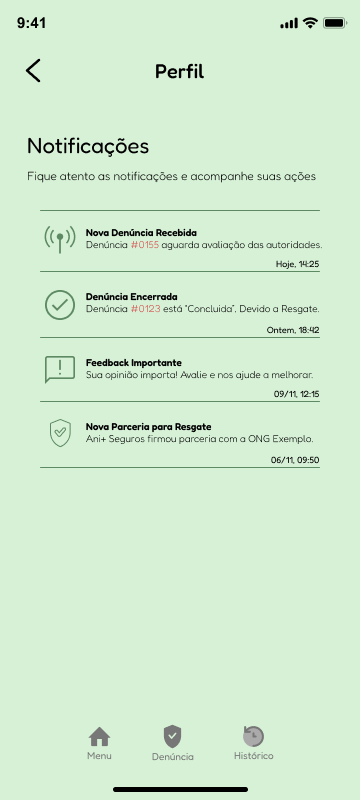 9:41
Perfil
Notificações
Fique atento as notificações e acompanhe suas ações
Nova Denúncia Recebida
Denúncia #0155 aguarda avaliação das autoridades.
Hoje, 14:25
Denúncia Encerrada
Denúncia #0123 está "Concluida". Devido a Resgate.
Ontem, 18:42
Feedback Importante
Sua opinião importa! Avalie e nos ajude a melhorar.
09/11, 12:15
Nova Parceria para Resgate
Ani+ Seguros firmou parceria com a ONG Exemplo.
06/11, 09:50
Menu
Denúncia
Histórico